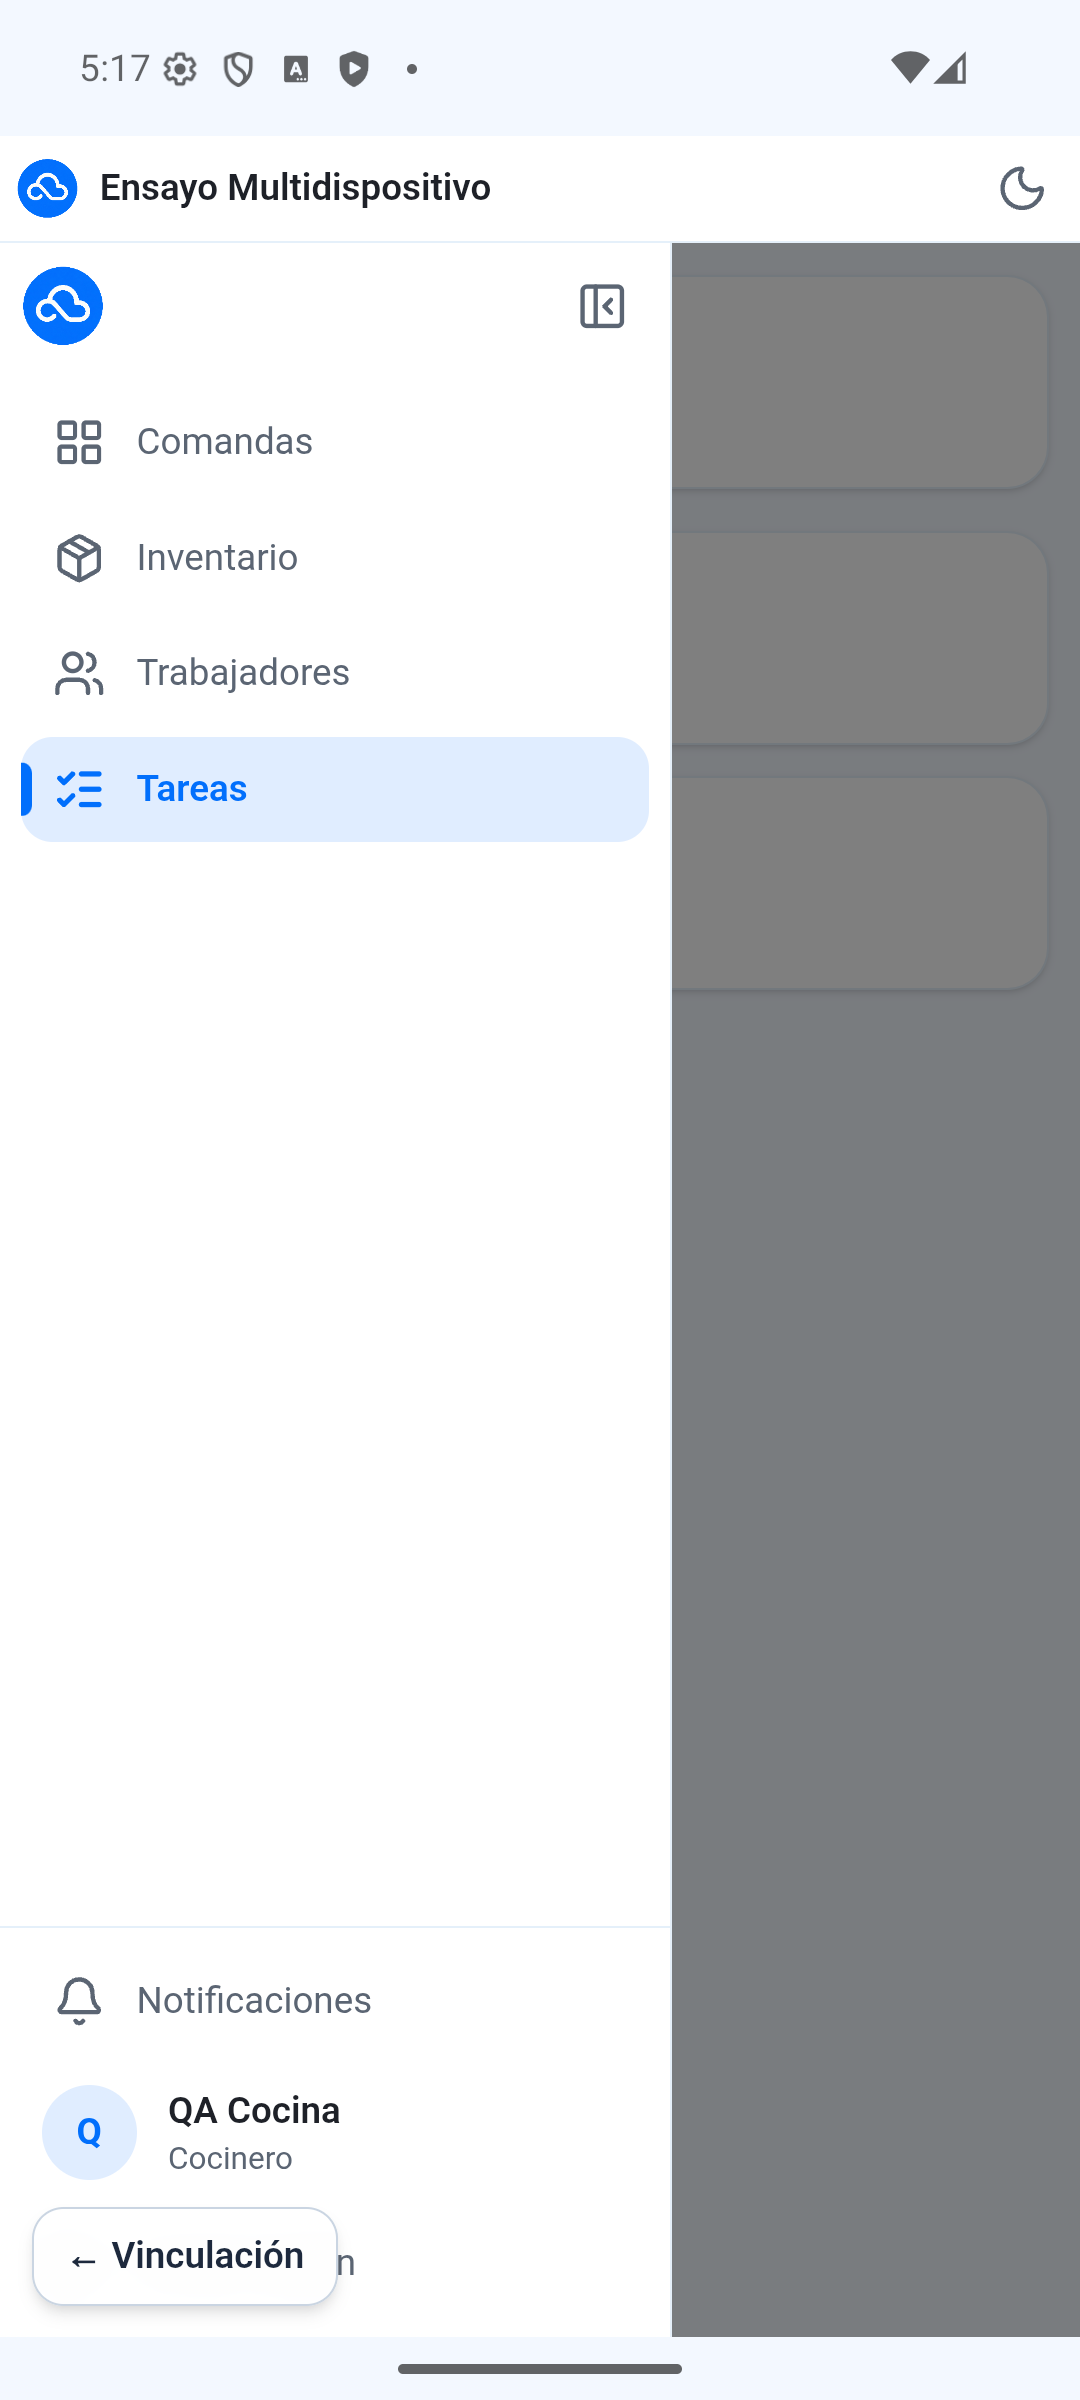 5:17
Ensayo Multidispositivo
Comandas
Inventario
Trabajadores
Tareas
Notificaciones
Q
QA Cocina
Cocinero
← Vinculación
n